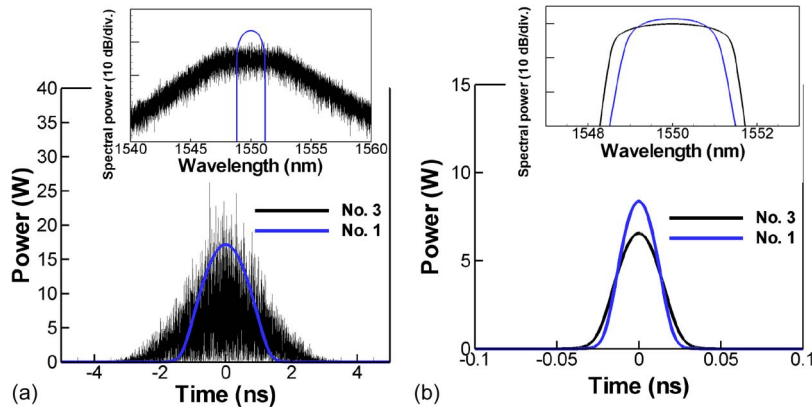 Spectral power (10 dB/div.)
1540 1545 1550 1555 1560
Wavelength (nm)
40
35
30
25
20
15
10
5
0
Power (W)
No. 3
No. 1
-4 -2 0 2 4
Time (ns)
(a)
Spectral power (10 dB/div.)
1548 1550 1552
Wavelength (nm)
15
10
5
0
Power (W)
No. 3
No. 1
-0.1 -0.05 0 0.05 0.1
Time (ns)
(b)